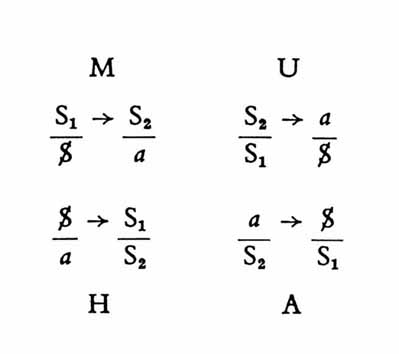 M U
S₁ → S₂ S₂ → a
$ a S₁ $
$ → S₁ a → $
a S₂ S₂ S₁
H A